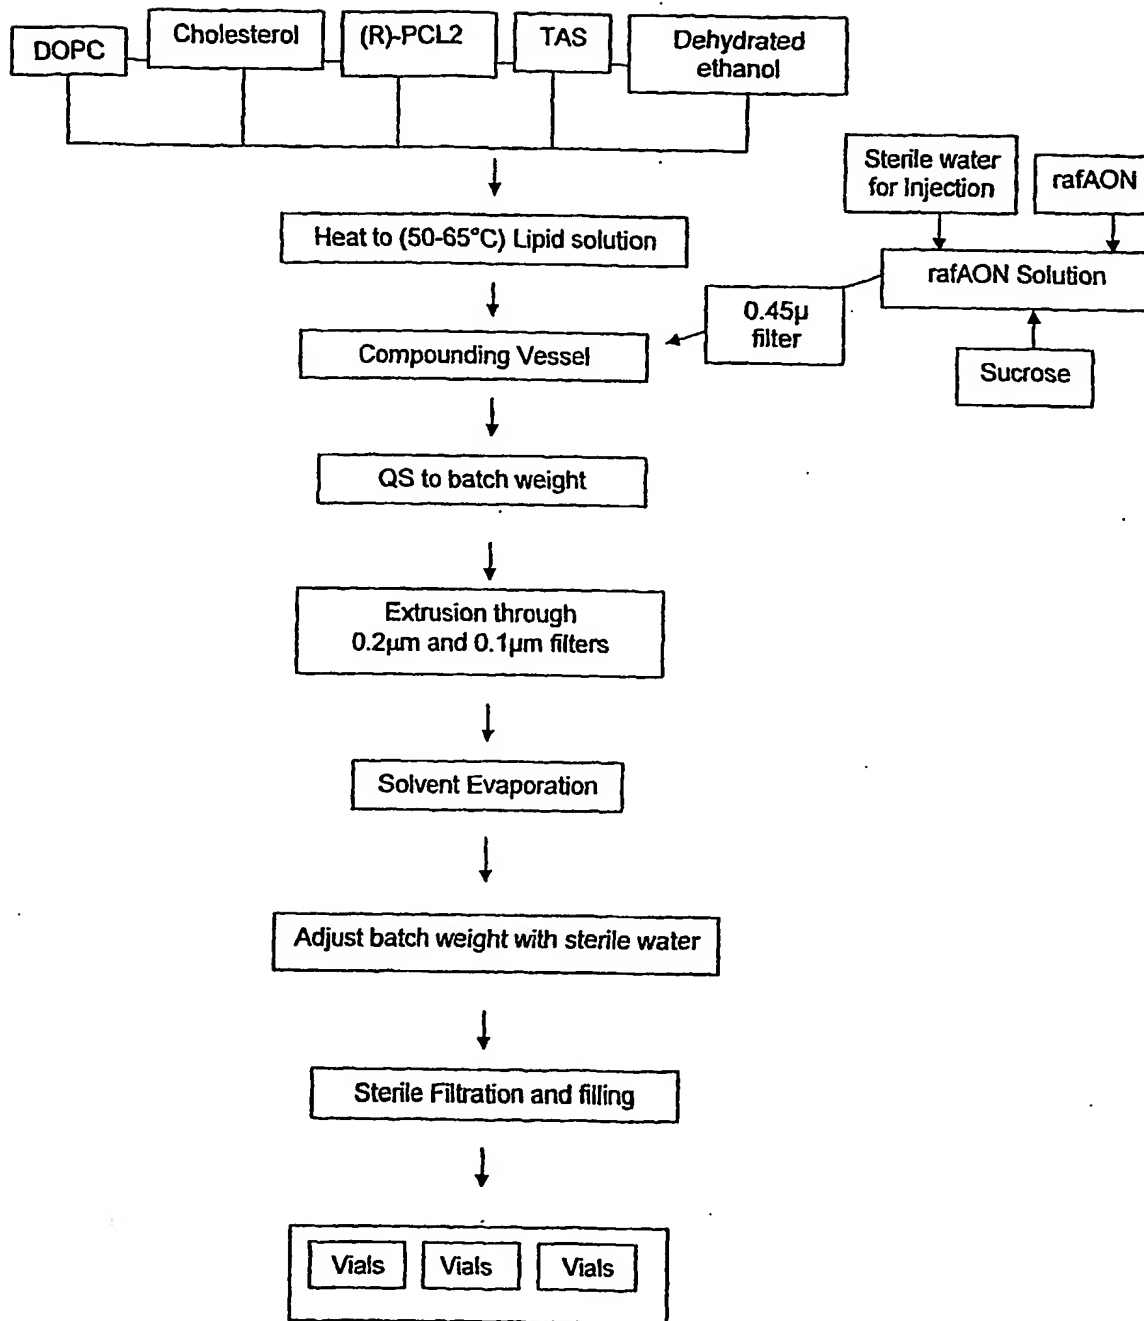 DOPC
Cholesterol
(R)-PCL2
TAS
Dehydrated
ethanol
Sterile water
for Injection
rafAON
Heat to (50-65°C) Lipid solution
rafAON Solution
0.45µ
filter
Compounding Vessel
Sucrose
QS to batch weight
Extrusion through
0.2µm and 0.1µm filters
Solvent Evaporation
Adjust batch weight with sterile water
Sterile Filtration and filling
Vials
Vials
Vials